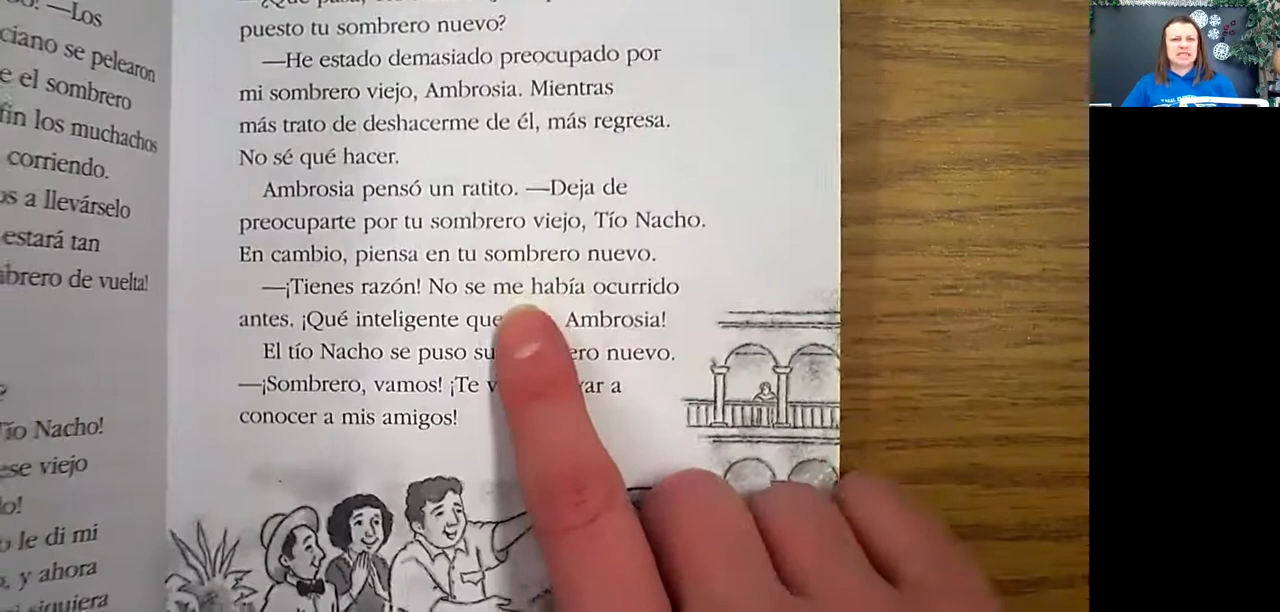 —Los
ciano se pelearon
e el sombrero
fin los muchachos
corriendo.
os a llevárselo
estará tan
mbrero de vuelta!
Tío Nacho!
ese viejo
lo!
o le di mi
o, y ahora
ni siquiera
puesto tu sombrero nuevo?
—He estado demasiado preocupado por
mi sombrero viejo, Ambrosia. Mientras
más trato de deshacerme de él, más regresa.
No sé qué hacer.
Ambrosia pensó un ratito. —Deja de
preocuparte por tu sombrero viejo, Tío Nacho.
En cambio, piensa en tu sombrero nuevo.
—¡Tienes razón! No se me había ocurrido
antes. ¡Qué inteligente que Ambrosia!
El tío Nacho se puso su ero nuevo.
—¡Sombrero, vamos! ¡Te v ar a
conocer a mis amigos!